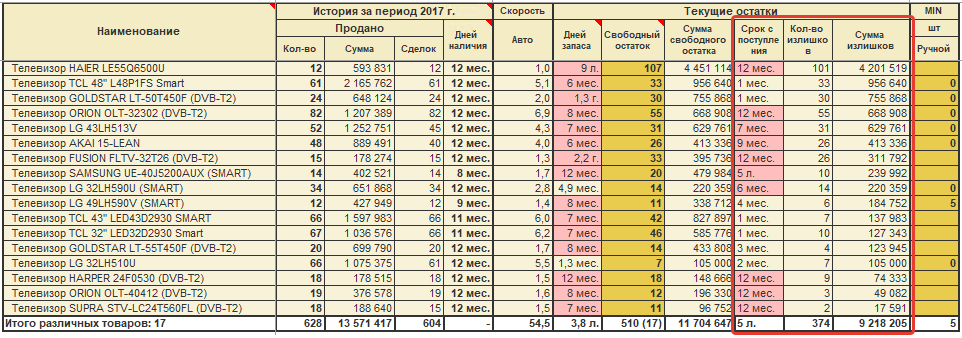 Наименование История за период 2017 г. Скорость Текущие остатки MIN
Продано Дней наличия Авто Дней запаса Свободный остаток Сумма свободного остатка Срок с поступления Кол-во излишков Сумма излишков шт
Кол-во Сумма Сделок Ручной
Телевизор HAIER LE55Q6500U 12 593 831 12 12 мес. 1,0 9 л. 107 4 451 114 12 мес. 101 4 201 519
Телевизор TCL 48" L48P1FS Smart 61 2 165 762 61 12 мес. 5,1 6 мес. 33 956 640 1 мес. 33 956 640 0
Телевизор GOLDSTAR LT-50T450F (DVB-T2) 24 648 124 24 12 мес. 2,0 1,3 г. 30 755 868 1 мес. 30 755 868 0
Телевизор ORION OLT-32302 (DVB-T2) 82 1 207 389 82 12 мес. 6,9 8 мес. 55 668 908 12 мес. 55 668 908 0
Телевизор LG 43LH513V 52 1 252 751 45 12 мес. 4,3 7 мес. 31 629 761 7 мес. 31 629 761 0
Телевизор AKAI 15-LEAN 48 889 491 40 12 мес. 4,0 6 мес. 26 413 336 9 мес. 26 413 336 0
Телевизор FUSION FLTV-32T26 (DVB-T2) 15 178 274 15 12 мес. 1,3 2,2 г. 33 395 736 12 мес. 26 311 792
Телевизор SAMSUNG UE-40J5200AUX (SMART) 14 402 521 14 8 мес. 1,7 12 мес. 20 479 984 5 л. 10 239 992
Телевизор LG 32LH590U (SMART) 34 651 868 34 12 мес. 2,8 4,9 мес. 14 220 359 6 мес. 14 220 359 0
Телевизор LG 49LH590V (SMART) 12 427 949 12 9 мес. 1,4 8 мес. 11 338 712 4 мес. 6 184 752 5
Телевизор TCL 43" LED43D2930 SMART 66 1 597 983 66 11 мес. 6,0 7 мес. 42 827 897 1 мес. 7 137 983
Телевизор TCL 32" LED32D2930 Smart 67 1 036 576 66 11 мес. 6,2 7 мес. 46 585 776 1 мес. 10 127 343
Телевизор GOLDSTAR LT-55T450F (DVB-T2) 20 699 790 20 12 мес. 1,7 8 мес. 14 433 808 3 мес. 4 123 945
Телевизор LG 32LH510U 66 1 075 375 61 12 мес. 5,5 1,3 мес. 7 105 000 2 мес. 7 105 000 0
Телевизор HARPER 24F0530 (DVB-T2) 18 178 515 18 12 мес. 1,5 12 мес. 18 148 666 12 мес. 9 74 333
Телевизор ORION OLT-40412 (DVB-T2) 19 376 578 19 12 мес. 1,6 8 мес. 12 196 330 12 мес. 3 49 082
Телевизор SUPRA STV-LC24T560FL (DVB-T2) 18 188 640 15 12 мес. 1,5 7 мес. 11 96 752 12 мес. 2 17 591
Итого различных товаров: 17 628 13 571 417 604 - 54,5 3,8 л. 510 (17) 11 704 647 5 л. 374 9 218 205 5